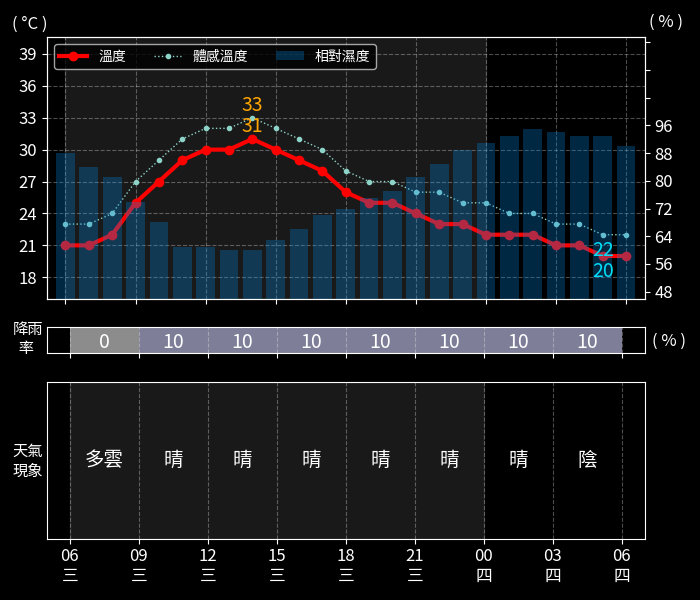 ( °C )
( % )
溫度
體感溫度
相對濕度
39
36
33
30
27
24
21
18
33
31
22
20
96
88
80
72
64
56
48
降雨
率
0 10 10 10 10 10 10 10
( % )
天氣
現象
多雲 晴 晴 晴 晴 晴 晴 陰
06 09 12 15 18 21 00 03 06
三 三 三 三 三 三 四 四 四